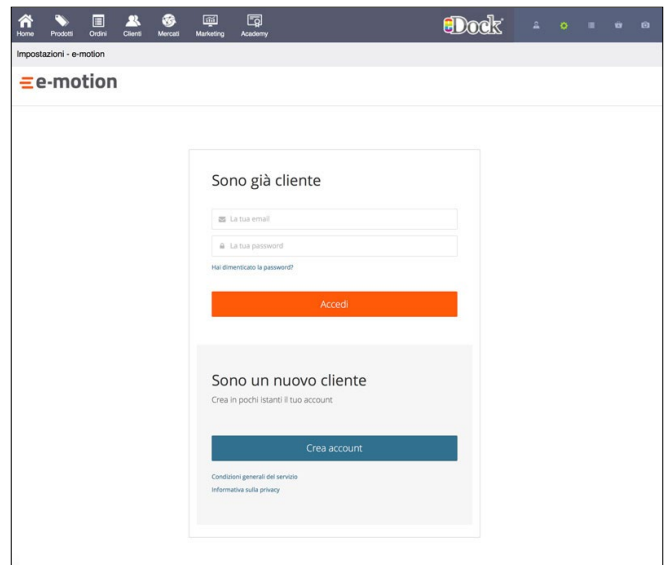 Home Prodotti Ordini Clienti Mercati Marketing Academy eDock
Impostazioni - e-motion
e-motion
Sono già cliente
La tua email
La tua password
Hai dimenticato la password?
Accedi
Sono un nuovo cliente
Crea in pochi istanti il tuo account
Crea account
Condizioni generali del servizio
Informativa sulla privacy